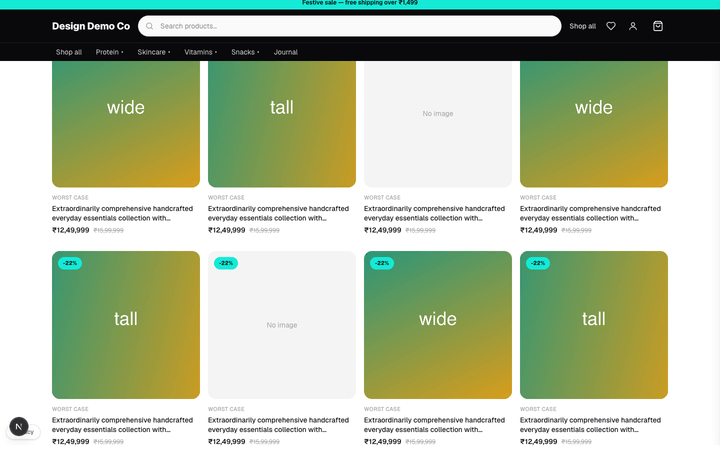 Festive sale — free shipping over ₹1,499
Design Demo Co
Search products...
Shop all
Shop all
Protein
Skincare
Vitamins
Snacks
Journal
wide
tall
No image
wide
WORST CASE
Extraordinarily comprehensive handcrafted
everyday essentials collection with...
₹12,49,999 ₹15,99,999
WORST CASE
Extraordinarily comprehensive handcrafted
everyday essentials collection with...
₹12,49,999 ₹15,99,999
WORST CASE
Extraordinarily comprehensive handcrafted
everyday essentials collection with...
₹12,49,999 ₹15,99,999
WORST CASE
Extraordinarily comprehensive handcrafted
everyday essentials collection with...
₹12,49,999 ₹15,99,999
-22%
tall
-22%
No image
-22%
wide
-22%
tall
WORST CASE
Extraordinarily comprehensive handcrafted
everyday essentials collection with...
₹12,49,999 ₹15,99,999
WORST CASE
Extraordinarily comprehensive handcrafted
everyday essentials collection with...
₹12,49,999 ₹15,99,999
WORST CASE
Extraordinarily comprehensive handcrafted
everyday essentials collection with...
₹12,49,999 ₹15,99,999
WORST CASE
Extraordinarily comprehensive handcrafted
everyday essentials collection with...
₹12,49,999 ₹15,99,999
N